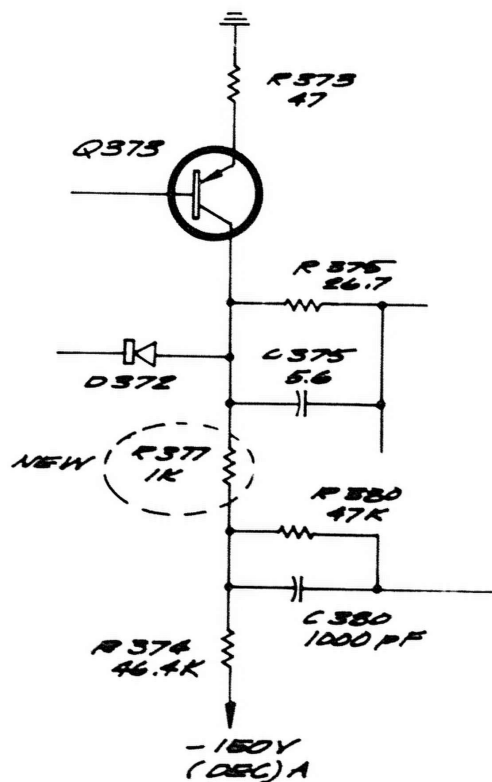 R373
47
Q373
R375
26.7
C375
5.6
D372
NEW
R377
1K
R380
47K
C380
1000 pF
R374
46.4K
-150V
(DEC) A